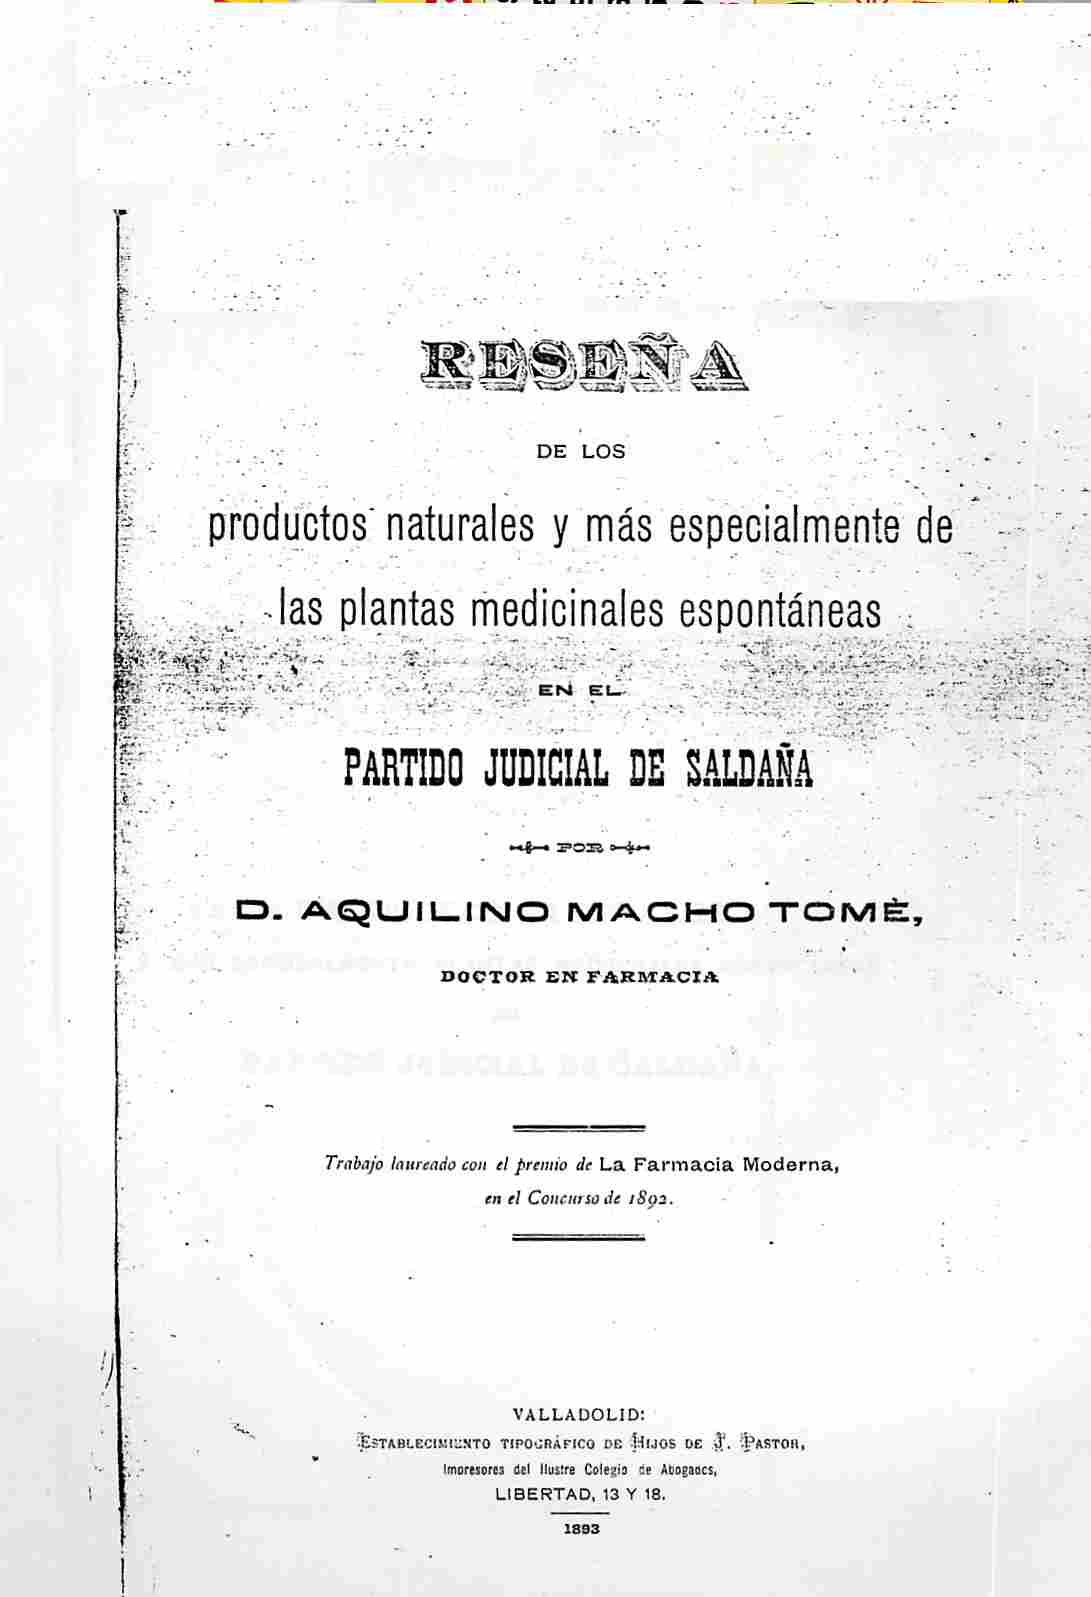 RESEÑA
DE LOS
productos naturales y más especialmente de
las plantas medicinales espontáneas
EN EL
PARTIDO JUDICIAL DE SALDAÑA
POR
D. AQUILINO MACHO TOMÈ,
DOCTOR EN FARMACIA
Trabajo laureado con el premio de La Farmacia Moderna,
en el Concurso de 1892.
VALLADOLID:
ESTABLECIMIENTO TIPOGRÁFICO DE HIJOS DE J. PASTOR,
Impresores del Ilustre Colegio de Abogados,
LIBERTAD, 13 Y 18.
1893